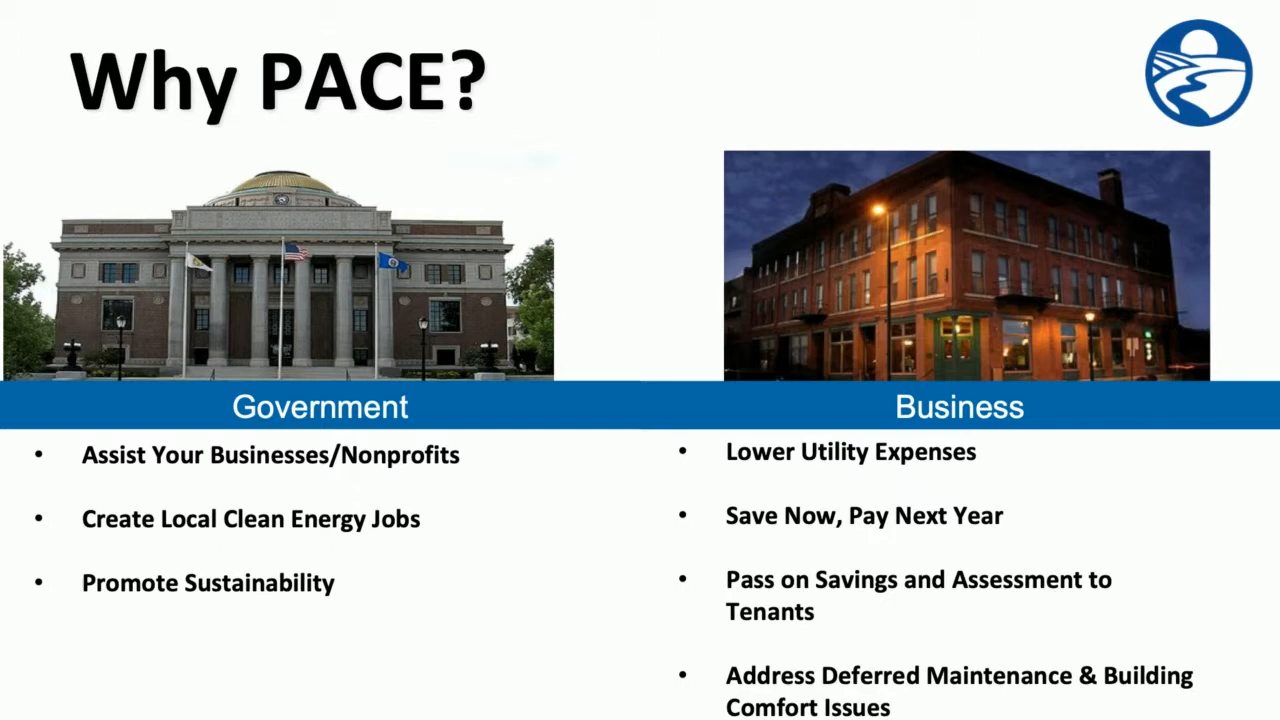 Why PACE?
Government
• Assist Your Businesses/Nonprofits
• Create Local Clean Energy Jobs
• Promote Sustainability
Business
• Lower Utility Expenses
• Save Now, Pay Next Year
• Pass on Savings and Assessment to
Tenants
• Address Deferred Maintenance & Building
Comfort Issues